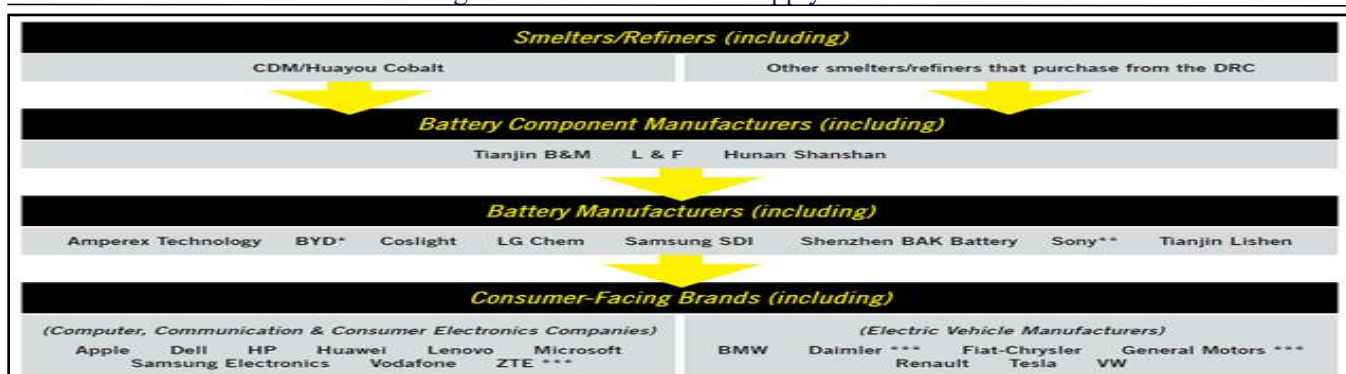 Smelters/Refiners (including)
CDM/Huayou Cobalt
Other smelters/refiners that purchase from the DRC
Battery Component Manufacturers (including)
Tianjin B&M L & F Hunan Shanshan
Battery Manufacturers (including)
Amperex Technology BYD* Coslight LG Chem Samsung SDI Shenzhen BAK Battery Sony** Tianjin Lishen
Consumer-Facing Brands (including)
(Computer, Communication & Consumer Electronics Companies)
Apple Dell HP Huawei Lenovo Microsoft
Samsung Electronics Vodafone ZTE ***
(Electric Vehicle Manufacturers)
BMW Daimler *** Fiat-Chrysler General Motors ***
Renault Tesla VW